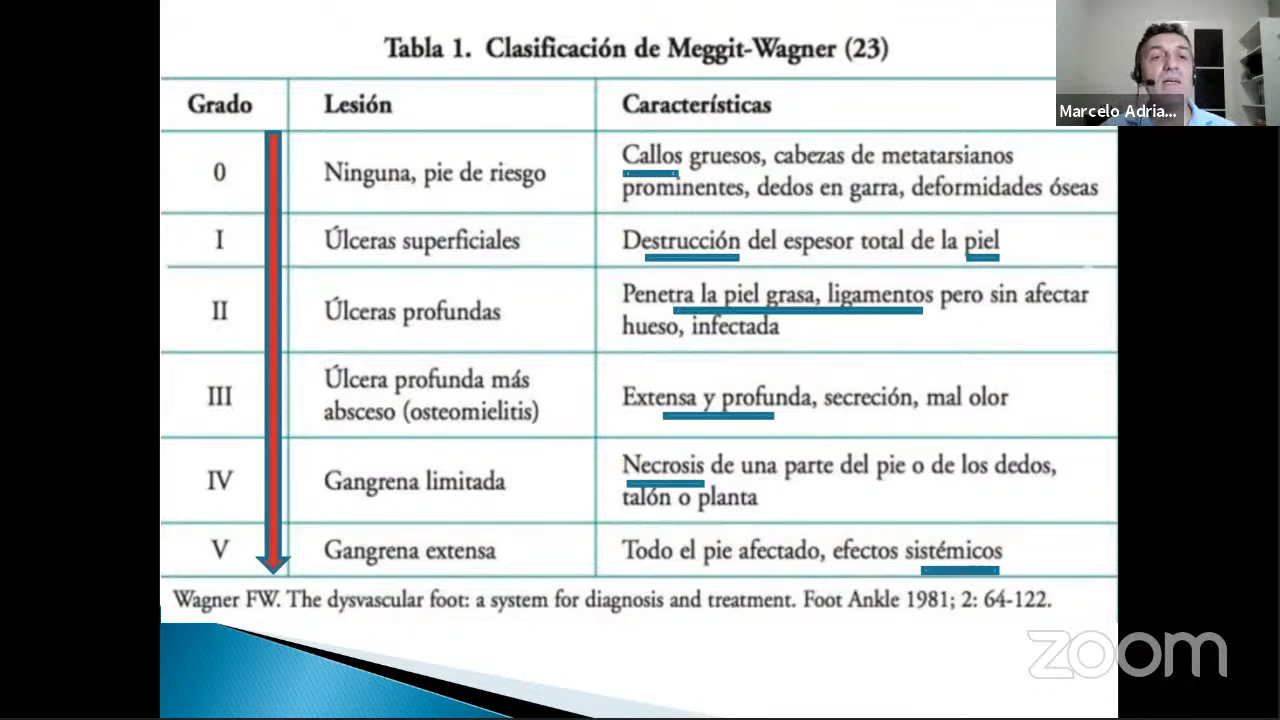 Tabla 1. Clasificación de Meggit-Wagner (23)
Grado Lesión Características
0 Ninguna, pie de riesgo Callos gruesos, cabezas de metatarsianos
prominentes, dedos en garra, deformidades óseas
I Úlceras superficiales Destrucción del espesor total de la piel
II Úlceras profundas Penetra la piel grasa, ligamentos pero sin afectar
hueso, infectada
III Úlcera profunda más
absceso (osteomielitis) Extensa y profunda, secreción, mal olor
IV Gangrena limitada Necrosis de una parte del pie o de los dedos,
talón o planta
V Gangrena extensa Todo el pie afectado, efectos sistémicos
Wagner FW. The dysvascular foot: a system for diagnosis and treatment. Foot Ankle 1981; 2: 64-122.
Marcelo Adria...
zoom